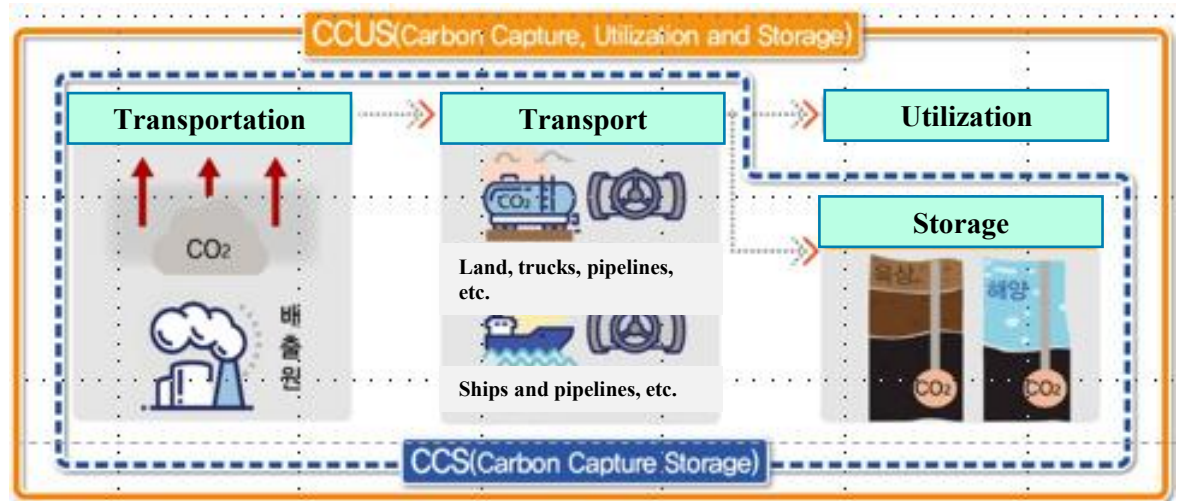 CCUS(Carbon Capture, Utilization and Storage)
Transportation
Transport
Utilization
CO₂
배출원
CO₂
Land, trucks, pipelines,
etc.
Ships and pipelines, etc.
Storage
육상
해양
CO₂
CO₂
CCS(Carbon Capture Storage)